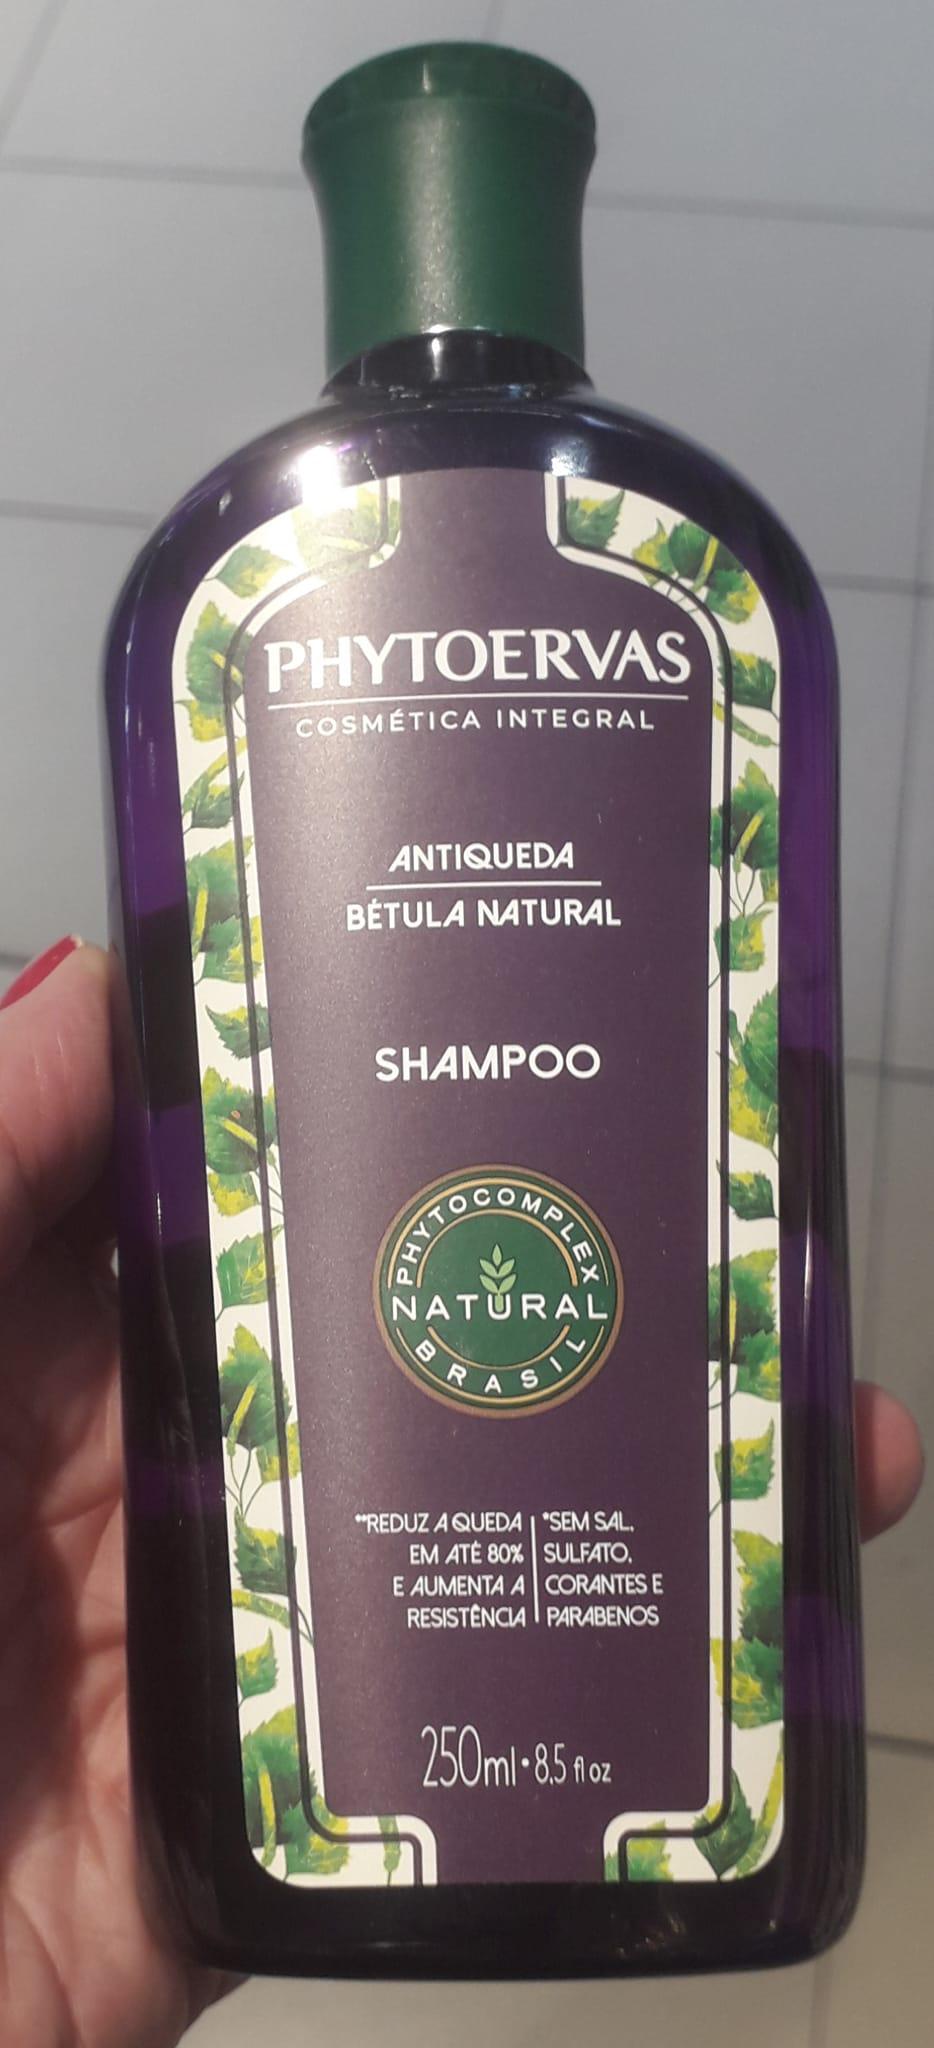 PHYTOERVAS
COSMÉTICA INTEGRAL
ANTIQUEDA
BÉTULA NATURAL
SHAMPOO
PHYTOCOMPLEX
NATURAL
BRASIL
**REDUZ A QUEDA
EM ATÉ 80%
E AUMENTA A
RESISTÊNCIA
*SEM SAL,
SULFATO,
CORANTES E
PARABENOS
250ml • 8.5 fl oz